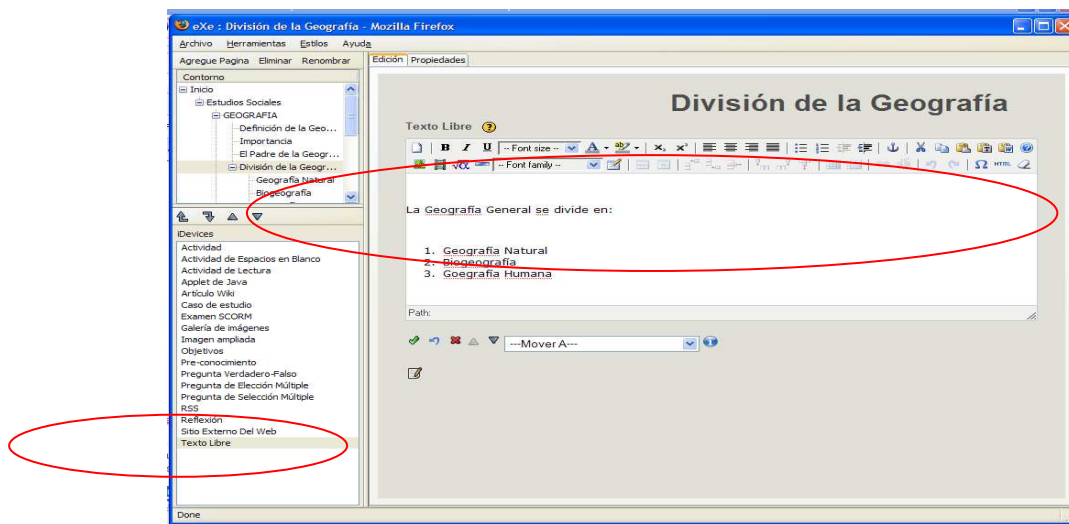 eXe : División de la Geografía - Mozilla Firefox
Archivo Herramientas Estilos Ayuda
Agregue Pagina Eliminar Renombrar
Edición Propiedades
Contorno
Inicio
Estudios Sociales
GEOGRAFIA
Definición de la Geo...
Importancia
El Padre de la Geogr...
División de la Geogr...
Geografía Natural
Biogeografía
iDevices
Actividad
Actividad de Espacios en Blanco
Actividad de Lectura
Applet de Java
Artículo Wiki
Caso de estudio
Examen SCORM
Galería de imágenes
Imagen ampliada
Objetivos
Pre-conocimiento
Pregunta Verdadero-Falso
Pregunta de Elección Múltiple
Pregunta de Selección Múltiple
RSS
Reflexión
Sitio Externo Del Web
Texto Libre
División de la Geografía
Texto Libre
B I U -- Font size --
-- Font family -- HTML
La Geografía General se divide en:
1. Geografía Natural
2. Biogeografía
3. Goegrafía Humana
Path:
---Mover A---
Done